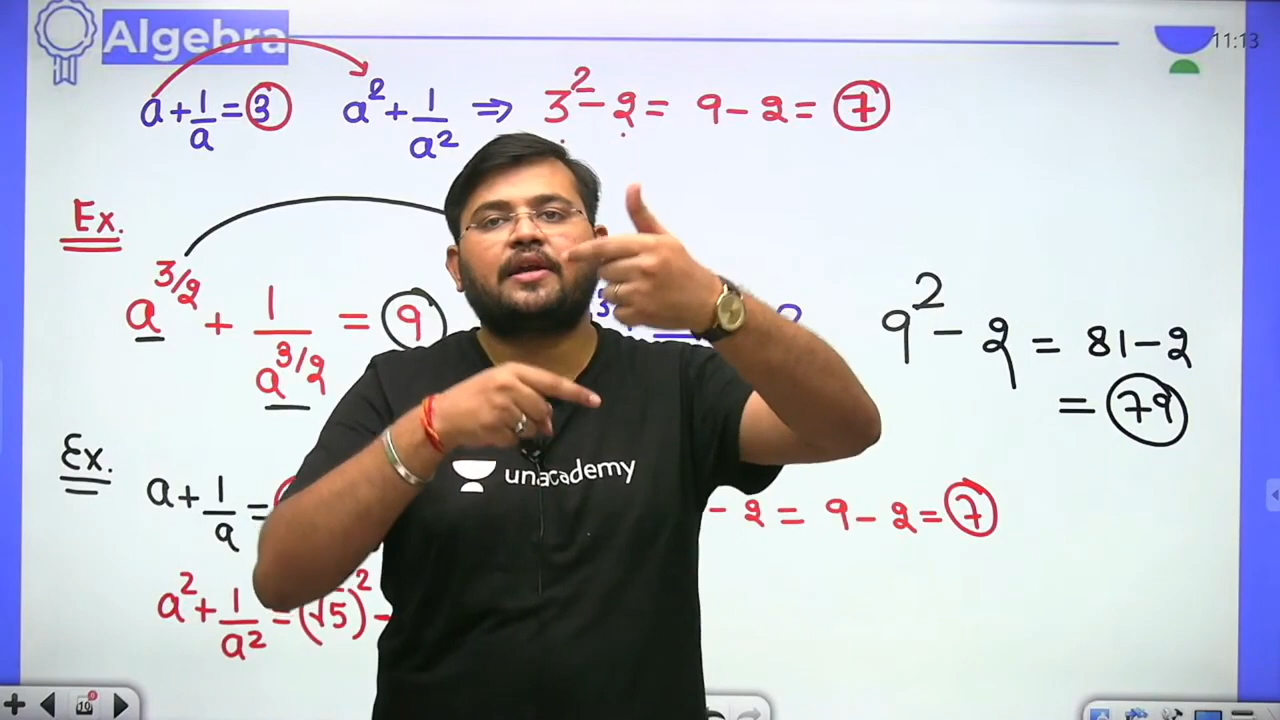 Algebra
11:13
a + 1/a = 3 a² + 1/a² ⇒ 3² - 2 = 9 - 2 = 7
Ex.
a^3/2 + 1/a^3/2 = 9
9² - 2 = 81 - 2
= 79
Ex.
a + 1/a =
- 2 = 9 - 2 = 7
a² + 1/a² = (√5)² -
unacademy
10